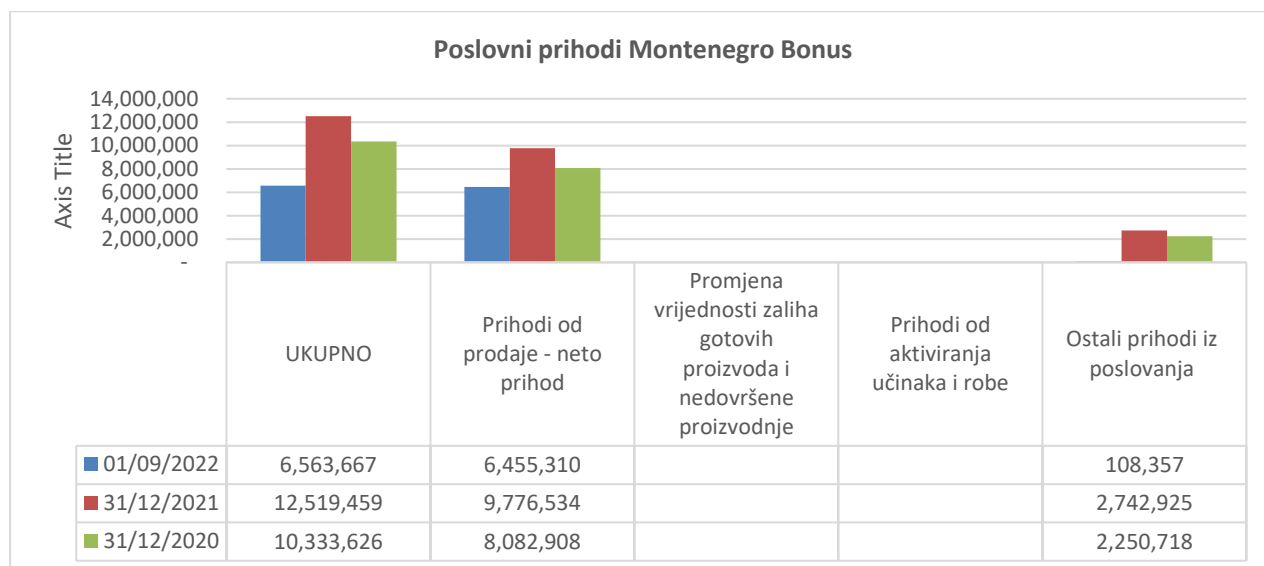 Poslovni prihodi Montenegro Bonus
Axis Title
14,000,000
12,000,000
10,000,000
8,000,000
6,000,000
4,000,000
2,000,000
-
UKUPNO
Prihodi od
prodaje - neto
prihod
Promjena
vrijednosti zaliha
gotovih
proizvoda i
nedovršene
proizvodnje
Prihodi od
aktiviranja
učinaka i robe
Ostali prihodi iz
poslovanja
01/09/2022 6,563,667 6,455,310 108,357
31/12/2021 12,519,459 9,776,534 2,742,925
31/12/2020 10,333,626 8,082,908 2,250,718